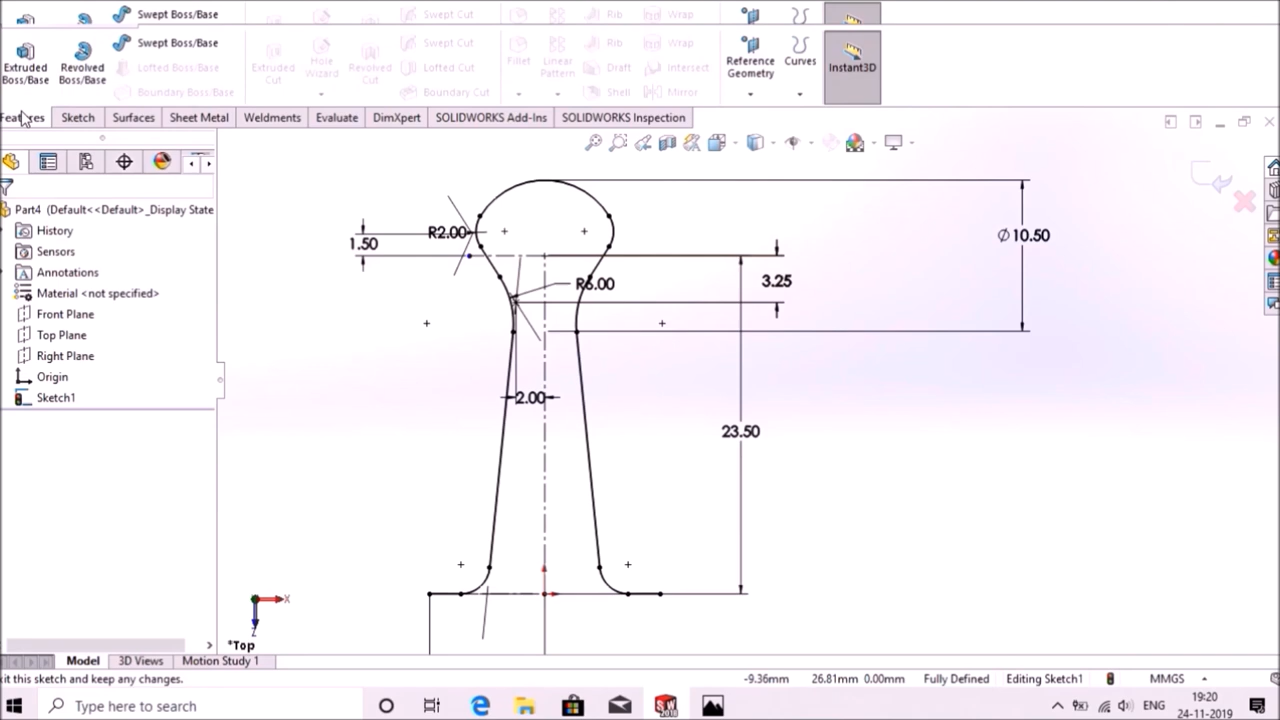 Swept Boss/Base Swept Cut Rib Wrap
Extruded Boss/Base Revolved Boss/Base Swept Boss/Base Lofted Boss/Base Boundary Boss/Base Extruded Cut Hole Wizard Revolved Cut Swept Cut Lofted Cut Boundary Cut Fillet Linear Pattern Rib Draft Shell Wrap Intersect Mirror Reference Geometry Curves Instant3D
Features Sketch Surfaces Sheet Metal Weldments Evaluate DimXpert SOLIDWORKS Add-Ins SOLIDWORKS Inspection
Part4 (Default<<Default>_Display State
History
Sensors
Annotations
Material <not specified>
Front Plane
Top Plane
Right Plane
Origin
Sketch1
R2.00
1.50
∅10.50
3.25
R6.00
2.00
23.50
X
Z
*Top
Model 3D Views Motion Study 1
kit this sketch and keep any changes. -9.36mm 26.81mm 0.00mm Fully Defined Editing Sketch1 MMGS
Type here to search SW 2018 ENG 19:20
24-11-2019